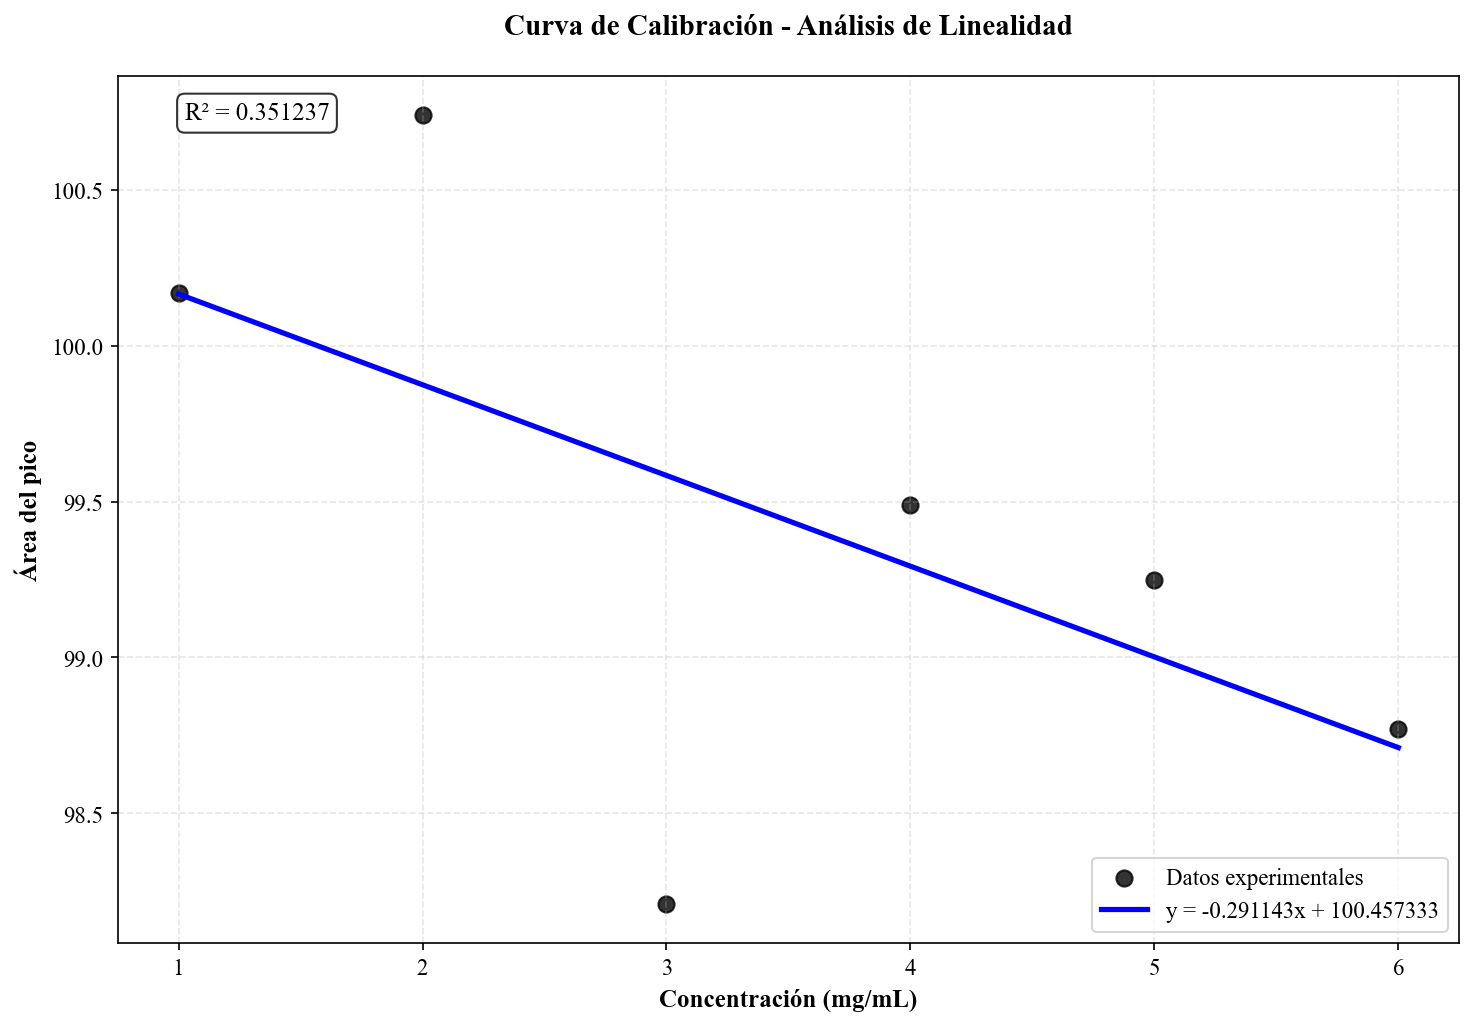 Curva de Calibración - Análisis de Linealidad
R² = 0.351237
Área del pico
100.5
100.0
99.5
99.0
98.5
Datos experimentales
y = -0.291143x + 100.457333
1 2 3 4 5 6
Concentración (mg/mL)